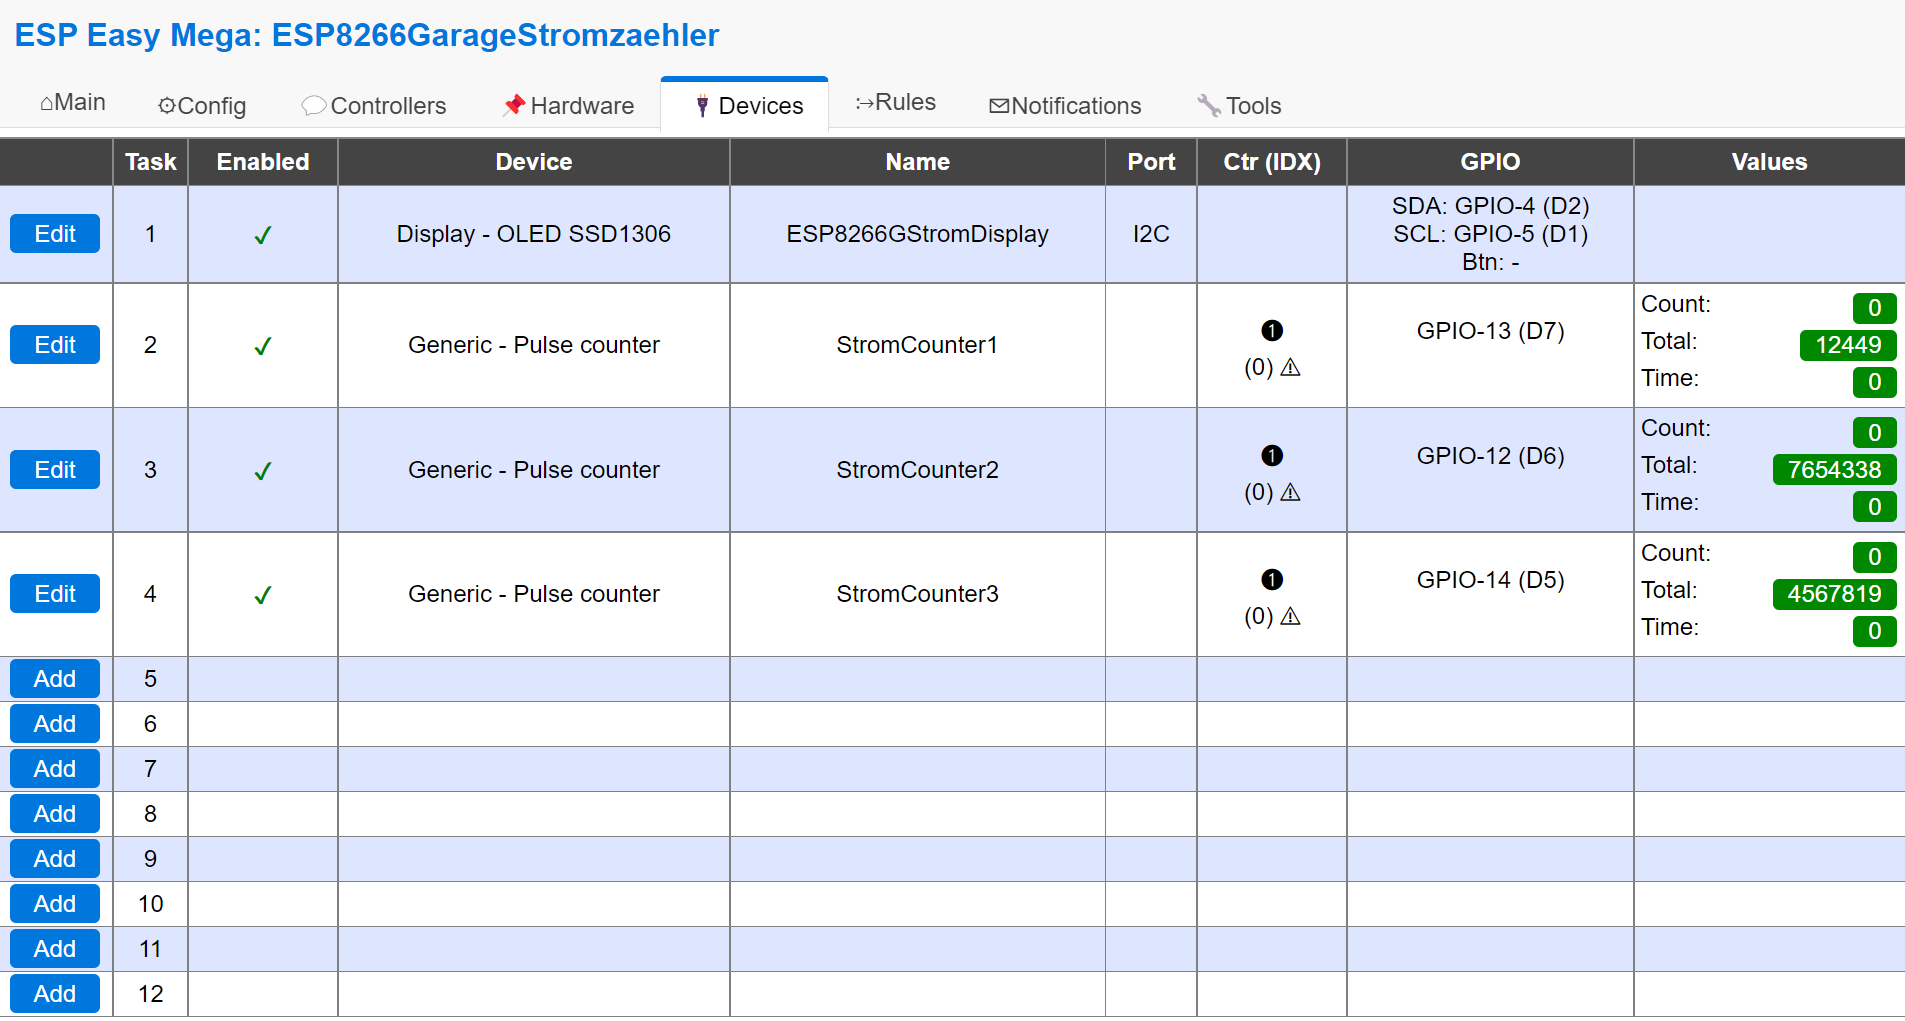 ESP Easy Mega: ESP8266GarageStromzaehler
⌂Main ⚙Config 💬Controllers 📌Hardware 🔌Devices Rules ✉Notifications 🔧Tools
Task Enabled Device Name Port Ctr (IDX) GPIO Values
Edit 1 ✓ Display - OLED SSD1306 ESP8266GStromDisplay I2C SDA: GPIO-4 (D2)
SCL: GPIO-5 (D1)
Btn: -
Edit 2 ✓ Generic - Pulse counter StromCounter1 ❶ (0) ⚠ GPIO-13 (D7)
Count: 0
Total: 12449
Time: 0
Edit 3 ✓ Generic - Pulse counter StromCounter2 ❶ (0) ⚠ GPIO-12 (D6)
Count: 0
Total: 7654338
Time: 0
Edit 4 ✓ Generic - Pulse counter StromCounter3 ❶ (0) ⚠ GPIO-14 (D5)
Count: 0
Total: 4567819
Time: 0
Add 5
Add 6
Add 7
Add 8
Add 9
Add 10
Add 11
Add 12